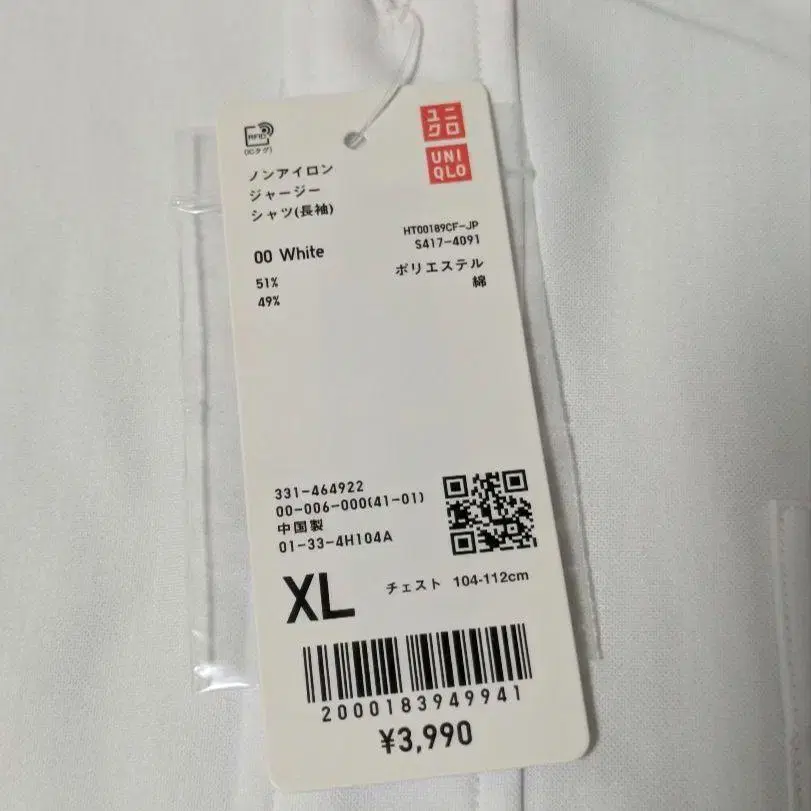 RFID
(ICタグ)
ユニ
クロ
UNI
QLO
ノンアイロン
ジャージー
シャツ(長袖)
HT00189CF-JP
S417-4091
00 White
51% ポリエステル
49% 綿
331-464922
00-006-000(41-01)
中国製
01-33-4H104A
XL チェスト 104-112cm
2000183949941
¥3,990